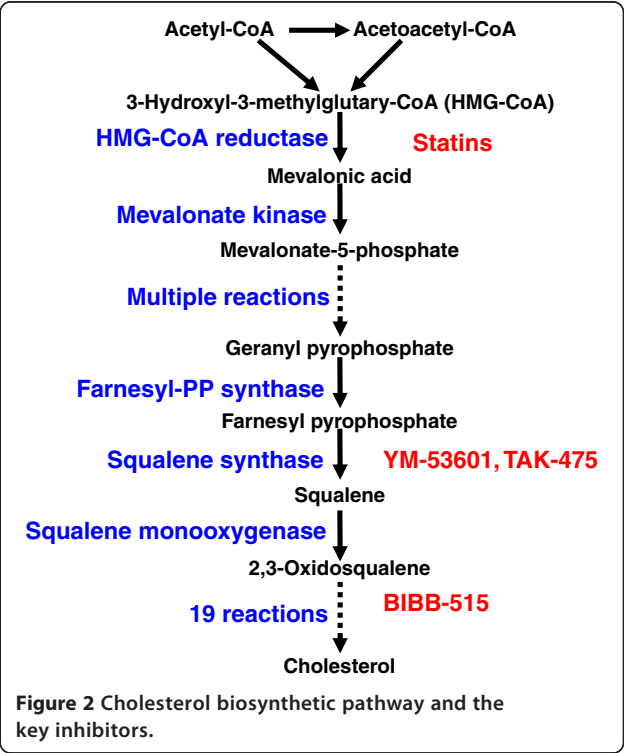 Acetyl-CoA Acetoacetyl-CoA
3-Hydroxyl-3-methylglutary-CoA (HMG-CoA)
HMG-CoA reductase Statins
Mevalonic acid
Mevalonate kinase
Mevalonate-5-phosphate
Multiple reactions
Geranyl pyrophosphate
Farnesyl-PP synthase
Farnesyl pyrophosphate
Squalene synthase YM-53601, TAK-475
Squalene
Squalene monooxygenase
2,3-Oxidosqualene
BIBB-515
19 reactions
Cholesterol
Figure 2 Cholesterol biosynthetic pathway and the
key inhibitors.